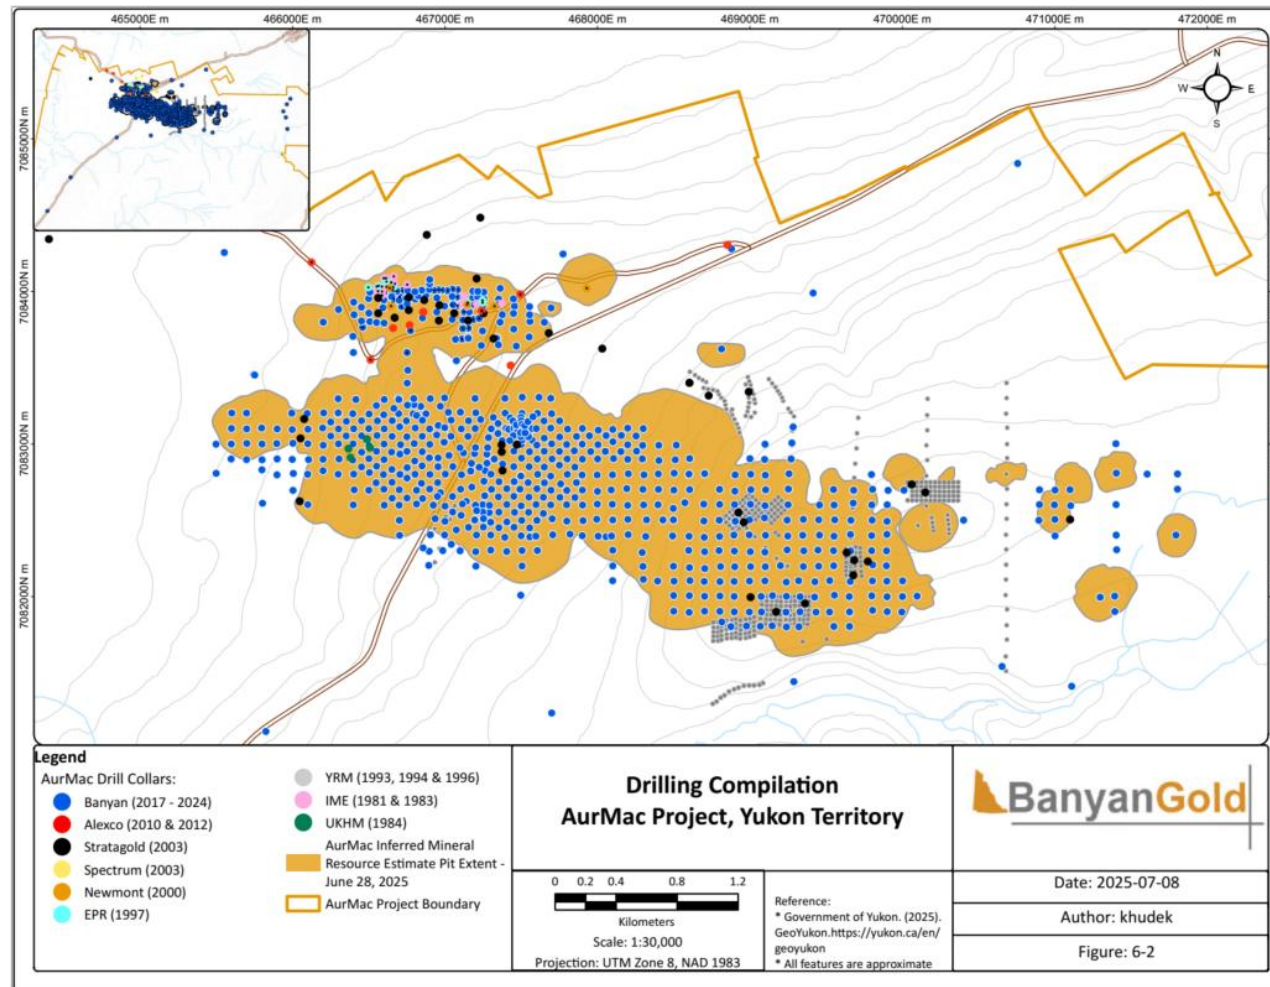 465000E m
466000E m
467000E m
468000E m
469000E m
470000E m
471000E m
472000E m
7085000N m
7084000N m
7083000N m
7082000N m
N
W
E
S
Legend
AurMac Drill Collars:
Banyan (2017 - 2024)
Alexco (2010 & 2012)
Stratagold (2003)
Spectrum (2003)
Newmont (2000)
EPR (1997)
YRM (1993, 1994 & 1996)
IME (1981 & 1983)
UKHM (1984)
AurMac Inferred Mineral
Resource Estimate Pit Extent -
June 28, 2025
AurMac Project Boundary
Drilling Compilation
AurMac Project, Yukon Territory
0 0.2 0.4 0.8 1.2
Kilometers
Scale: 1:30,000
Projection: UTM Zone 8, NAD 1983
Reference:
* Government of Yukon. (2025).
GeoYukon.https://yukon.ca/en/
geoyukon
* All features are approximate
BanyanGold
Date: 2025-07-08
Author: khudek
Figure: 6-2